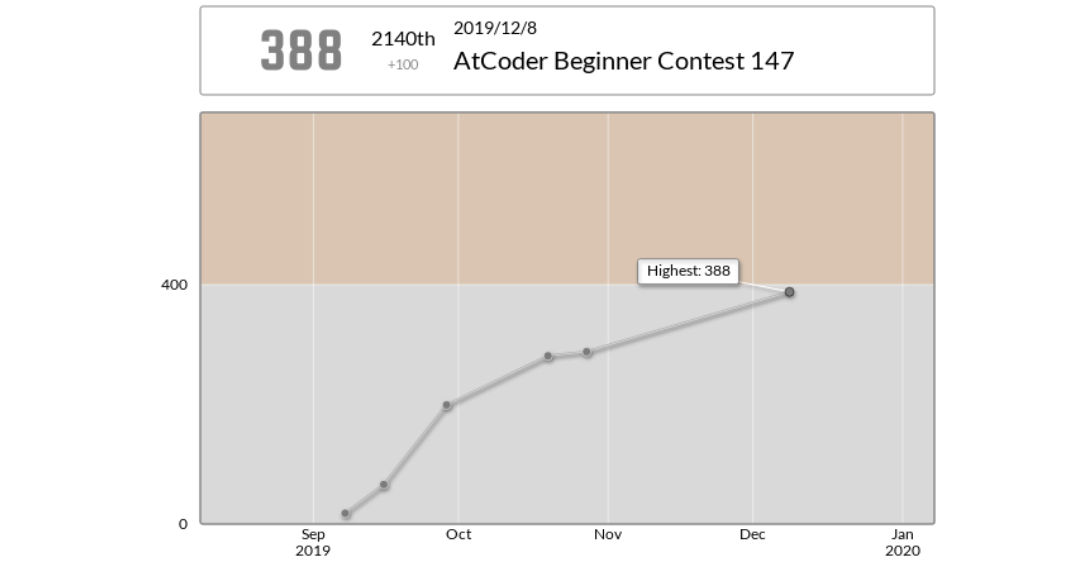 388
2140th
+100
2019/12/8
AtCoder Beginner Contest 147
Highest: 388
400
0
Sep
2019
Oct
Nov
Dec
Jan
2020